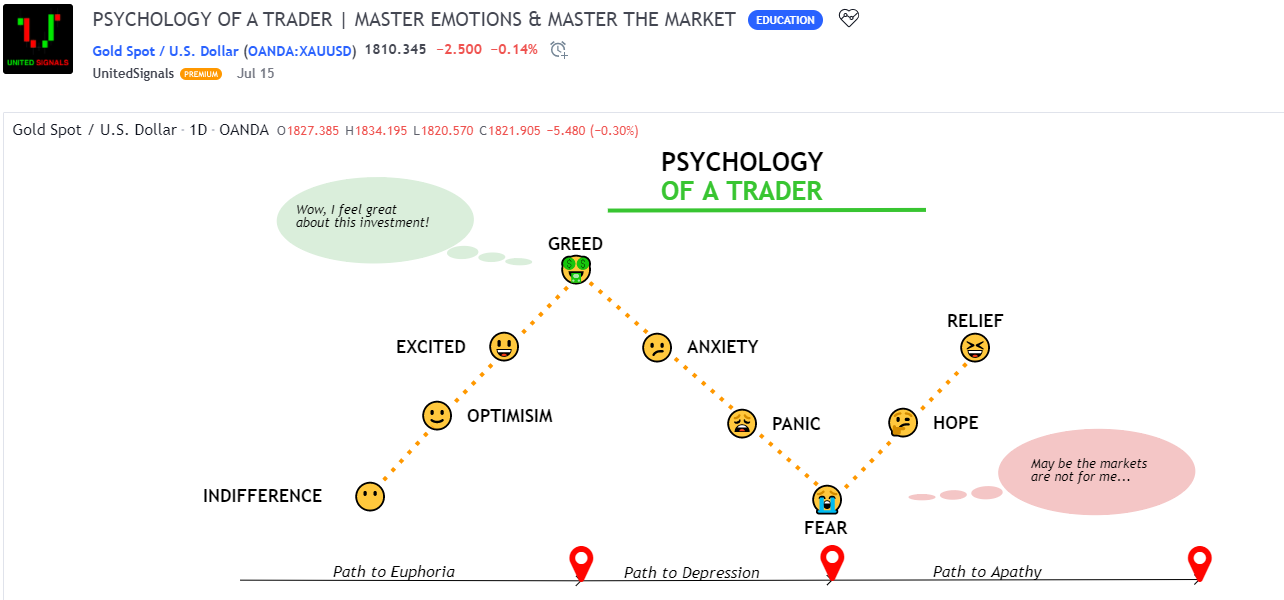 PSYCHOLOGY OF A TRADER | MASTER EMOTIONS & MASTER THE MARKET EDUCATION
UNITED SIGNALS
Gold Spot / U.S. Dollar (OANDA:XAUUSD) 1810.345 −2.500 −0.14%
UnitedSignals PREMIUM Jul 15
Gold Spot / U.S. Dollar · 1D · OANDA O1827.385 H1834.195 L1820.570 C1821.905 −5.480 (−0.30%)
PSYCHOLOGY
OF A TRADER
Wow, I feel great
about this investment!
GREED
RELIEF
EXCITED
ANXIETY
OPTIMISIM
PANIC
HOPE
May be the markets
are not for me...
INDIFFERENCE
FEAR
Path to Euphoria
Path to Depression
Path to Apathy